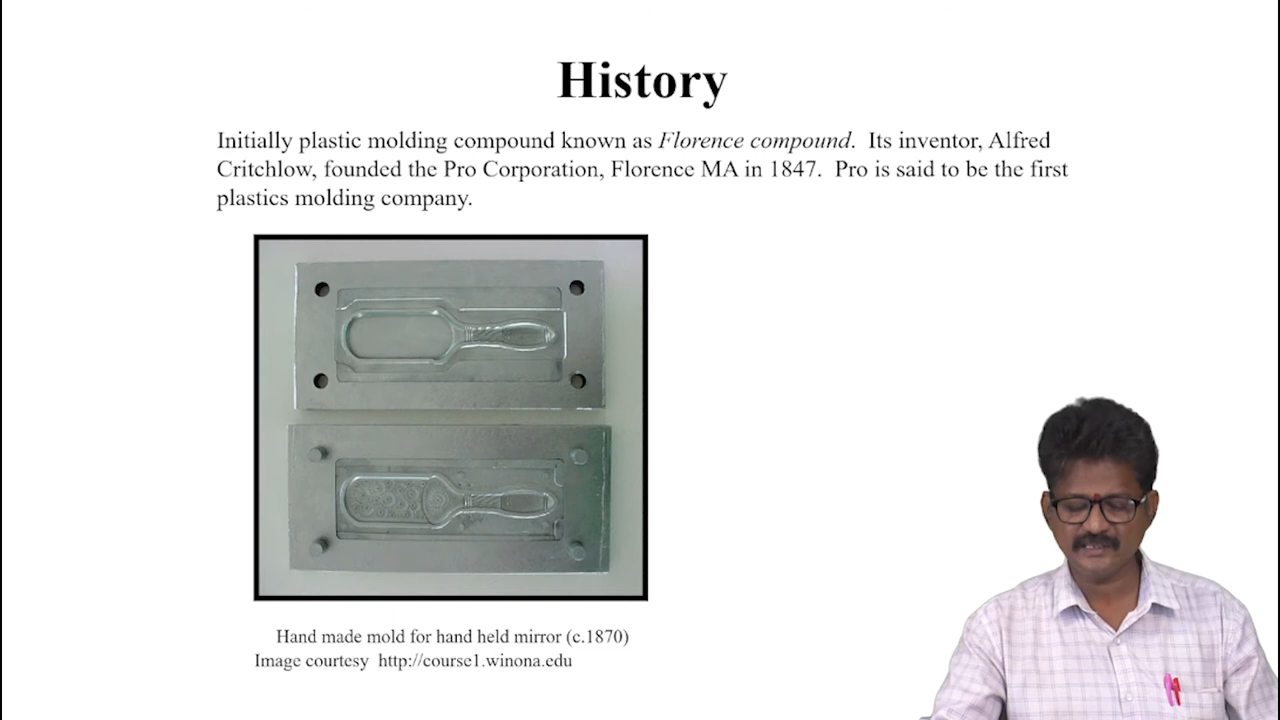 History
Initially plastic molding compound known as Florence compound.  Its inventor, Alfred
Critchlow, founded the Pro Corporation, Florence MA in 1847.  Pro is said to be the first
plastics molding company.
Hand made mold for hand held mirror (c.1870)
Image courtesy  http://course1.winona.edu